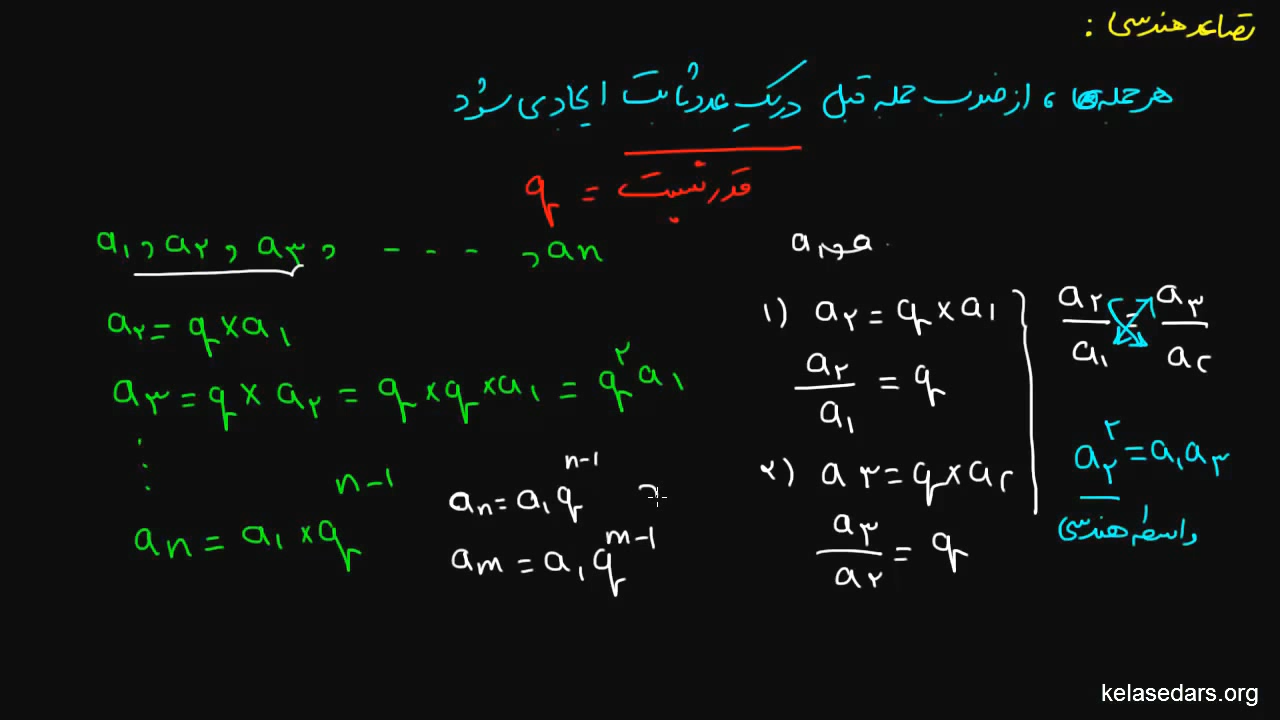 تصاعد هندسی :
هر جمله ، از ضرب جمله قبل در یک عدد ثابت ایجاد می شود
قدر نسبت = q
a۱ , a۲ , a۳ , - - - - , an
a۲ = q × a۱
a۳ = q × a۲ = q × q × a۱ = q^۲ a۱
⋮
an = a۱ × q^n-۱
an = a۱ q^n-۱
am = a۱ q^m-۱
۱) a۲ = q × a۱
a۲/a۱ = q
۲) a۳ = q × a۲
a۳/a۲ = q
a۲/a۱ = a۳/a۲
a۲^۲ = a۱ a۳
واسطه هندسی
kelasedars.org